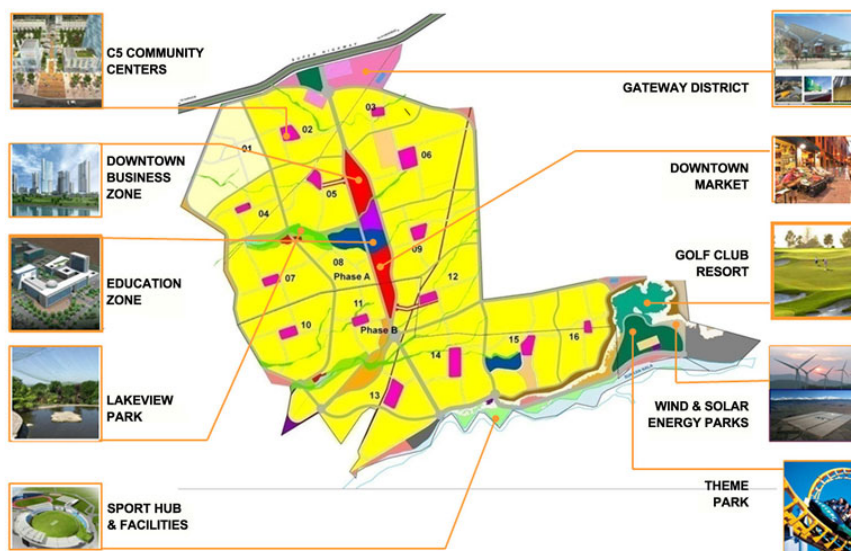 C5 COMMUNITY
CENTERS
DOWNTOWN
BUSINESS
ZONE
EDUCATION
ZONE
LAKEVIEW
PARK
SPORT HUB
& FACILITIES
SUPER HIGHWAY
01
02
03
04
05
06
07
08
09
Phase A
10
11
12
Phase B
13
14
15
16
GATEWAY DISTRICT
DOWNTOWN
MARKET
GOLF CLUB
RESORT
WIND & SOLAR
ENERGY PARKS
THEME
PARK